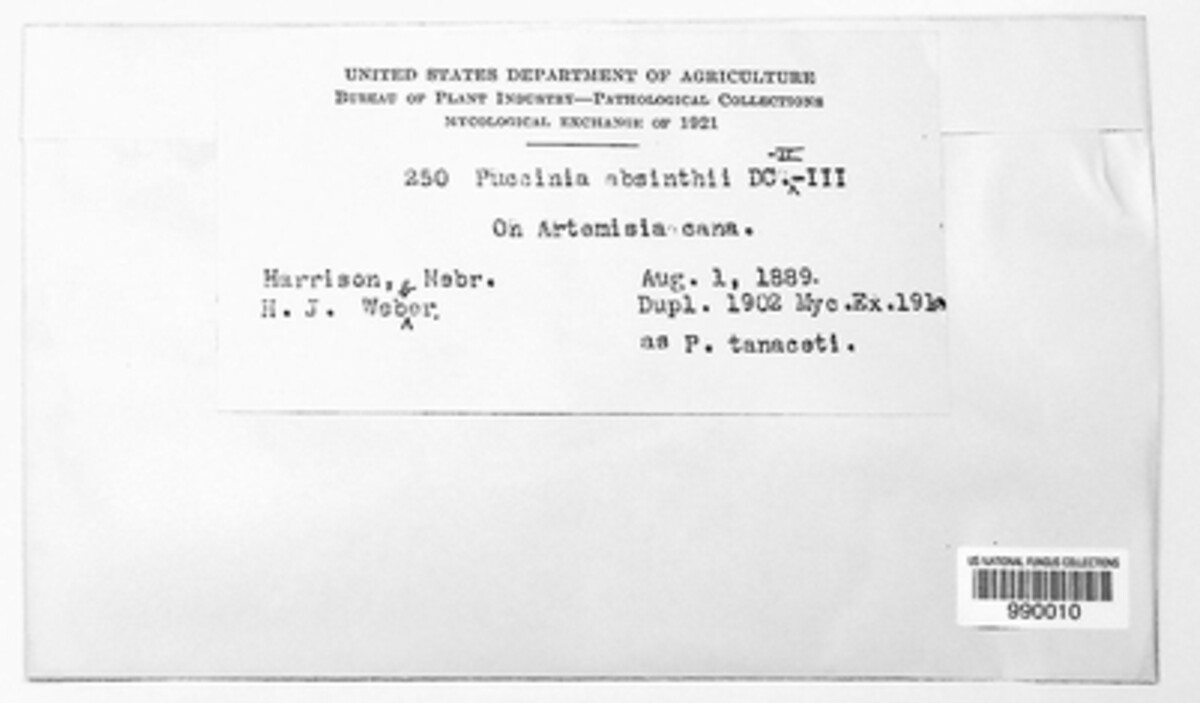 UNITED STATES DEPARTMENT OF AGRICULTURE
BUREAU OF PLANT INDUSTRY—PATHOLOGICAL COLLECTIONS
MYCOLOGICAL EXCHANGE OF 1921
-II
250 Puccinia absinthii DC.-III
On Artemisia cana.
Harrison, Nebr.
Aug. 1, 1889.
H. J. Webber.
Dupl. 1902 Myc.Ex.
as P. tanaceti.
US NATIONAL FUNGUS COLLECTIONS
990010